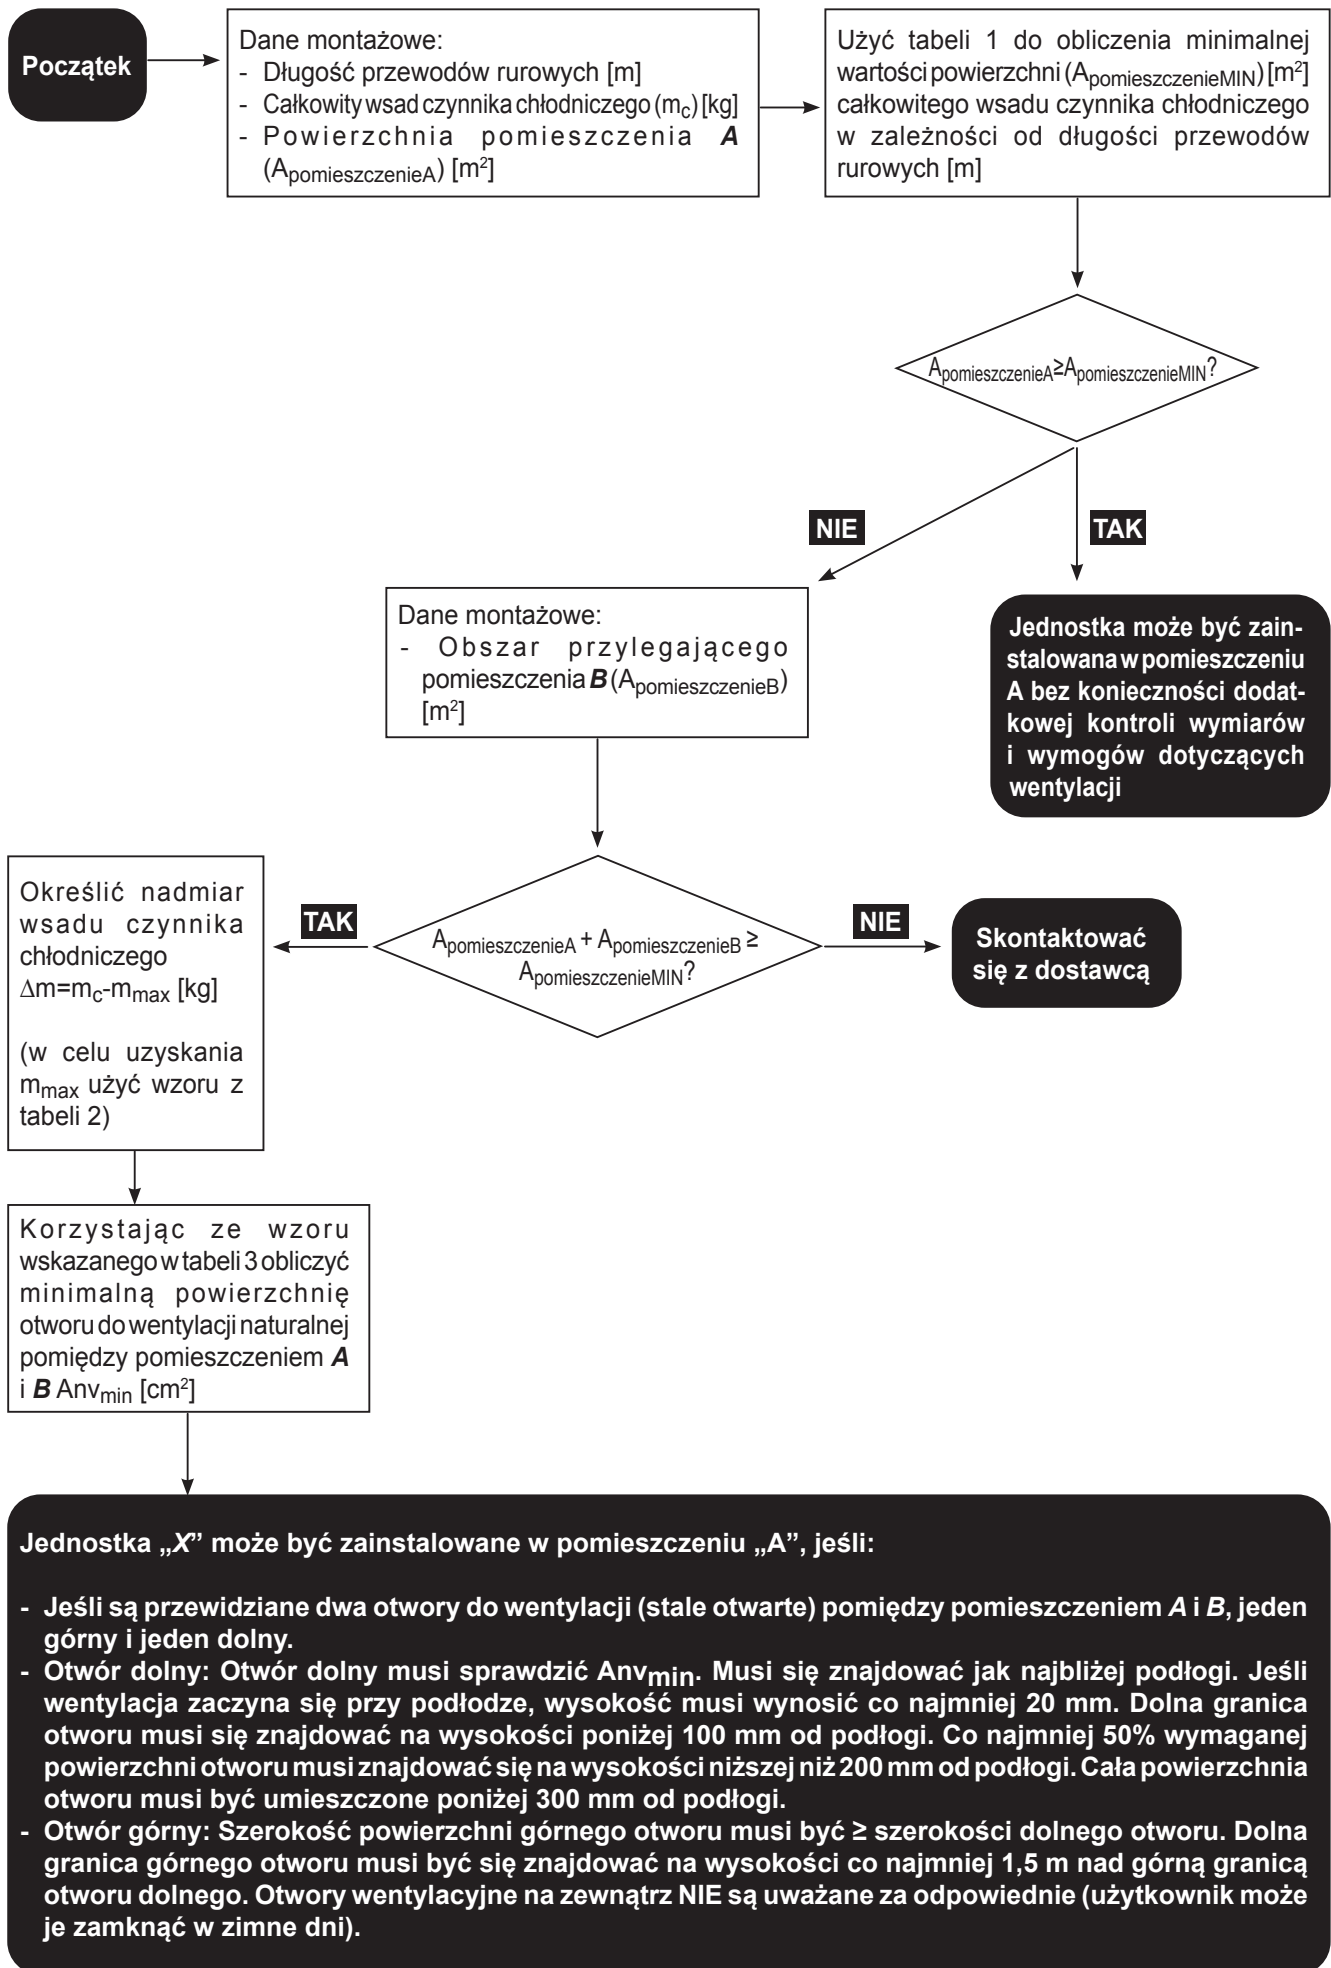 Początek
Dane montażowe:
- Długość przewodów rurowych [m]
- Całkowity wsad czynnika chłodniczego (mc) [kg]
- Powierzchnia pomieszczenia A
(ApomieszczenieA) [m²]
Użyć tabeli 1 do obliczenia minimalnej
wartości powierzchni (ApomieszczenieMIN) [m²]
całkowitego wsadu czynnika chłodniczego
w zależności od długości przewodów
rurowych [m]
ApomieszczenieA≥ApomieszczenieMIN?
NIE
TAK
Dane montażowe:
- Obszar przylegającego
pomieszczenia B (ApomieszczenieB)
[m²]
Jednostka może być zain-
stalowana w pomieszczeniu
A bez konieczności dodat-
kowej kontroli wymiarów
i wymogów dotyczących
wentylacji
Określić nadmiar
wsadu czynnika
chłodniczego
Δm=mc-mmax [kg]
(w celu uzyskania
mmax użyć wzoru z
tabeli 2)
TAK
ApomieszczenieA + ApomieszczenieB ≥
ApomieszczenieMIN?
NIE
Skontaktować
się z dostawcą
Korzystając ze wzoru
wskazanego w tabeli 3 obliczyć
minimalną powierzchnię
otworu do wentylacji naturalnej
pomiędzy pomieszczeniem A
i B Anvmin [cm²]
Jednostka „X” może być zainstalowane w pomieszczeniu „A”, jeśli:
- Jeśli są przewidziane dwa otwory do wentylacji (stale otwarte) pomiędzy pomieszczeniem A i B, jeden
górny i jeden dolny.
- Otwór dolny: Otwór dolny musi sprawdzić Anvmin. Musi się znajdować jak najbliżej podłogi. Jeśli
wentylacja zaczyna się przy podłodze, wysokość musi wynosić co najmniej 20 mm. Dolna granica
otworu musi się znajdować na wysokości poniżej 100 mm od podłogi. Co najmniej 50% wymaganej
powierzchni otworu musi znajdować się na wysokości niższej niż 200 mm od podłogi. Cała powierzchnia
otworu musi być umieszczone poniżej 300 mm od podłogi.
- Otwór górny: Szerokość powierzchni górnego otworu musi być ≥ szerokości dolnego otworu. Dolna
granica górnego otworu musi być się znajdować na wysokości co najmniej 1,5 m nad górną granicą
otworu dolnego. Otwory wentylacyjne na zewnątrz NIE są uważane za odpowiednie (użytkownik może
je zamknąć w zimne dni).